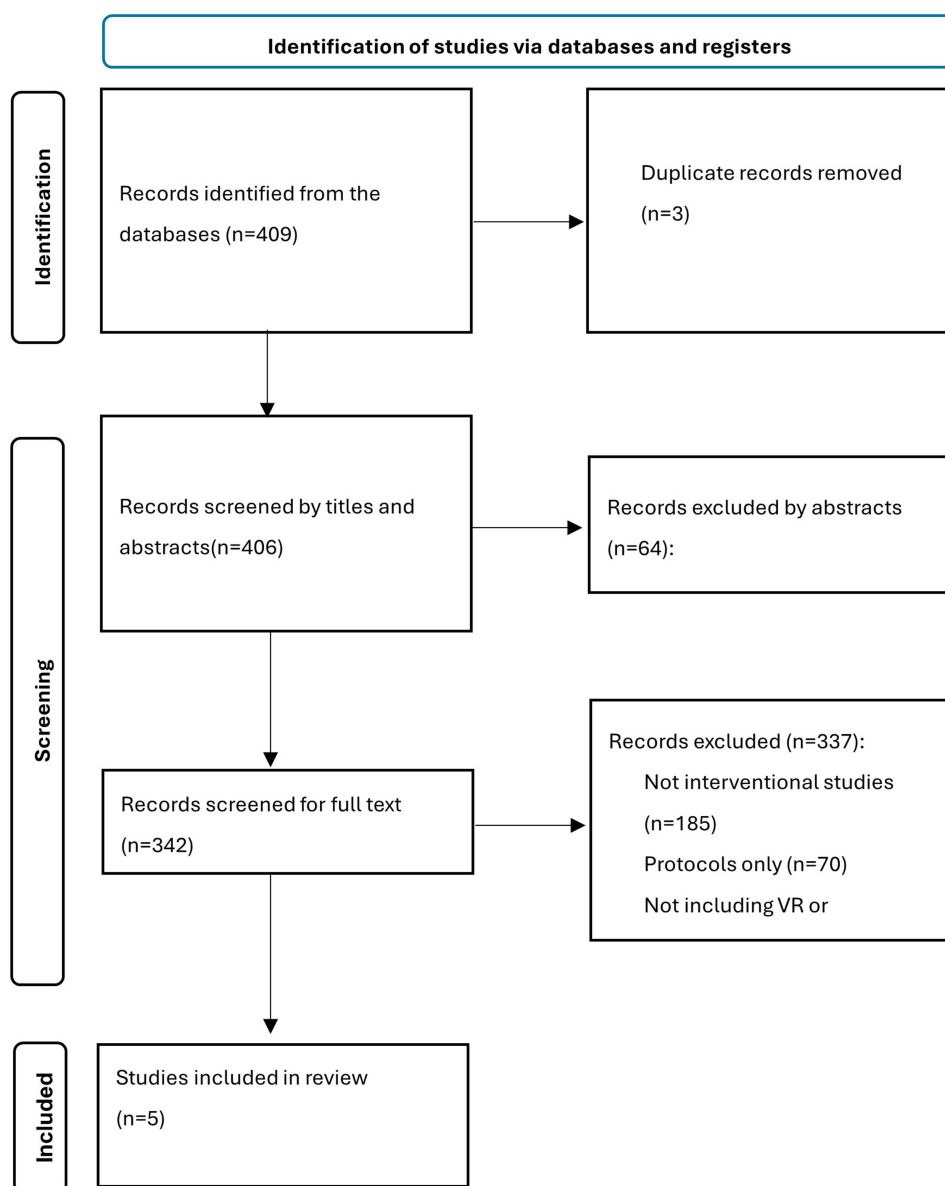 Identification of studies via databases and registers
Identification
Records identified from the
databases (n=409)
Duplicate records removed
(n=3)
Screening
Records screened by titles and
abstracts(n=406)
Records excluded by abstracts
(n=64):
Records screened for full text
(n=342)
Records excluded (n=337):
Not interventional studies
(n=185)
Protocols only (n=70)
Not including VR or
Included
Studies included in review
(n=5)